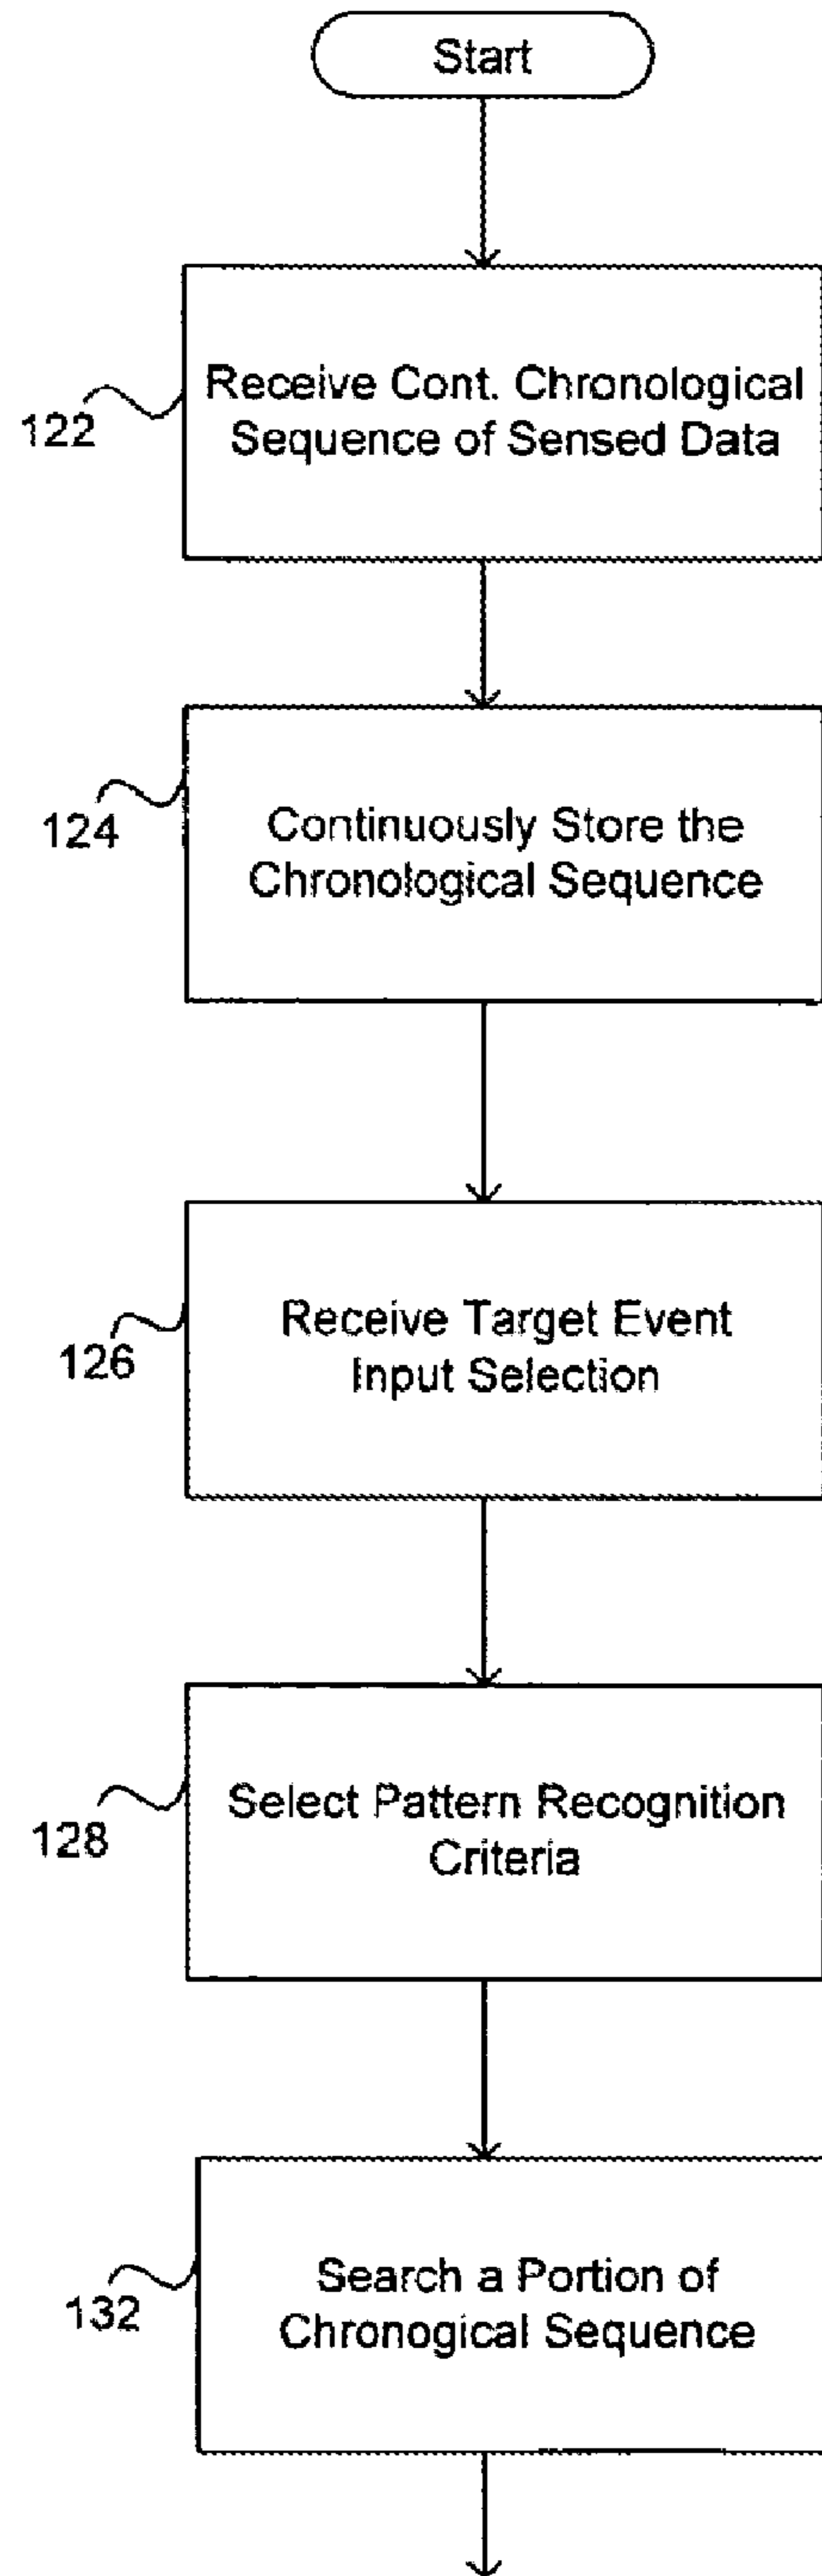 Start
Receive Cont. Chronological
Sequence of Sensed Data
122
Continuously Store the
Chronological Sequence
124
Receive Target Event
Input Selection
126
Select Pattern Recognition
Criteria
128
Search a Portion of
Chronogical Sequence
132